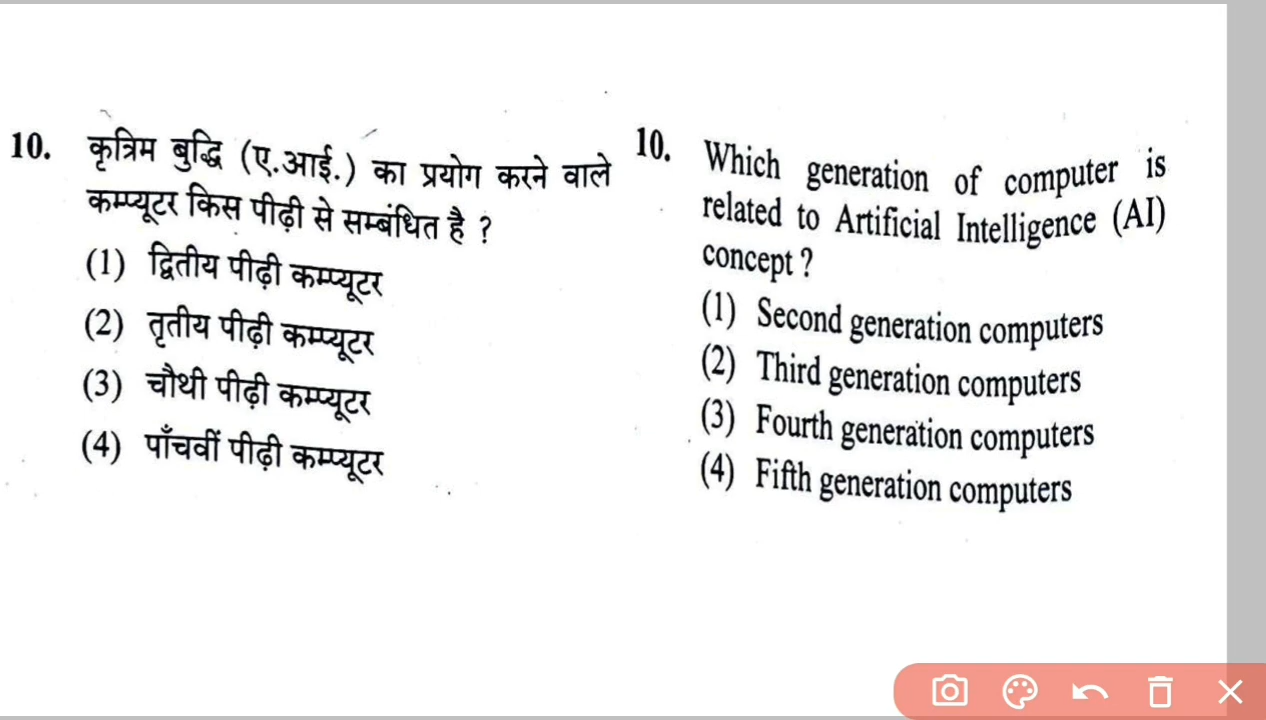 10. कृत्रिम बुद्धि (ए.आई.) का प्रयोग करने वाले
कम्प्यूटर किस पीढ़ी से सम्बंधित है ?
(1) द्वितीय पीढ़ी कम्प्यूटर
(2) तृतीय पीढ़ी कम्प्यूटर
(3) चौथी पीढ़ी कम्प्यूटर
(4) पाँचवीं पीढ़ी कम्प्यूटर
10. Which generation of computer is
related to Artificial Intelligence (AI)
concept ?
(1) Second generation computers
(2) Third generation computers
(3) Fourth generation computers
(4) Fifth generation computers